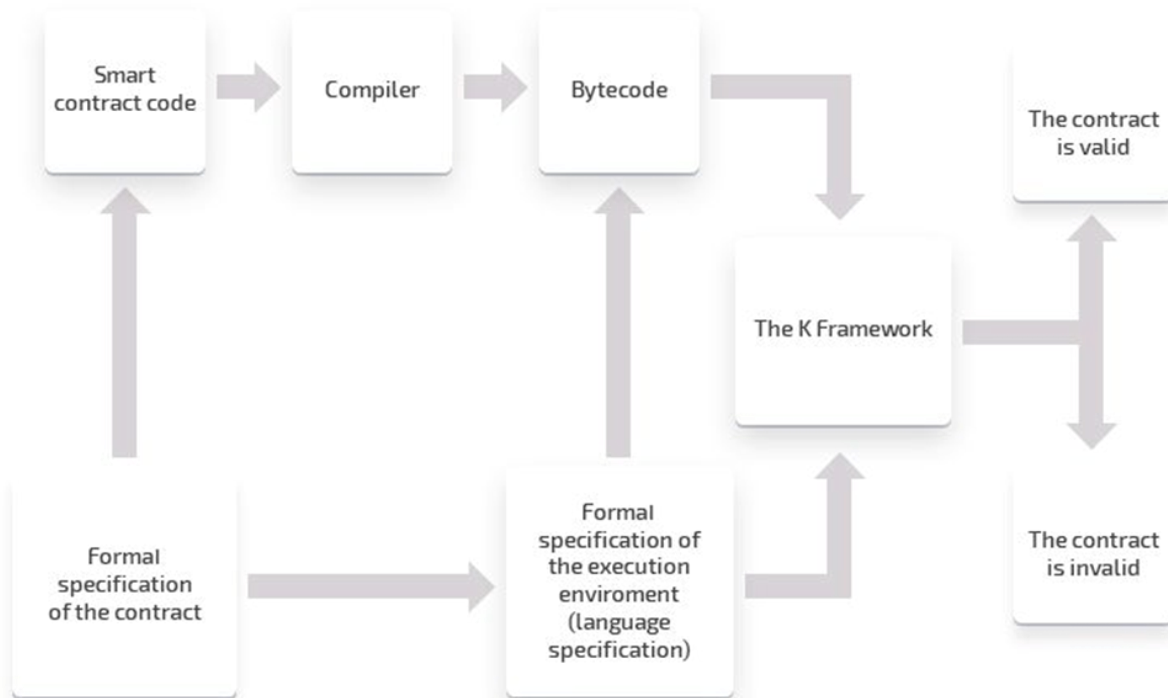 Smart
contract code
Compiler
Bytecode
The contract
is valid
The K Framework
Formal
specification
of the contract
Formal
specification of
the execution
enviroment
(language
specification)
The contract
is invalid